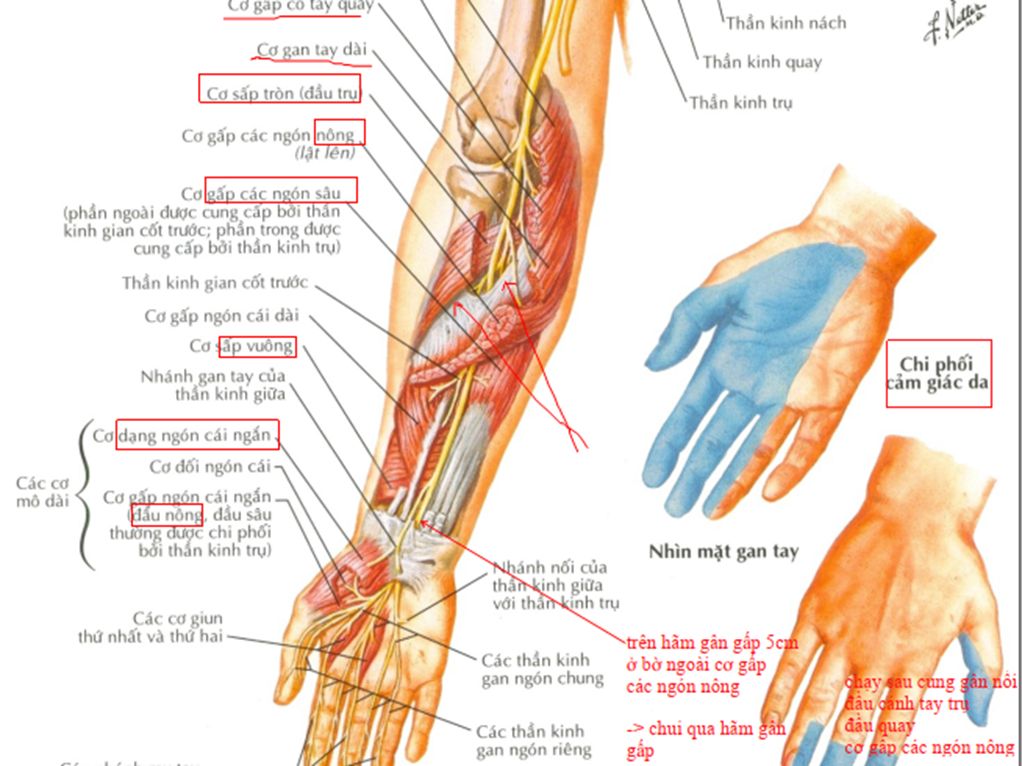 Cơ gấp cổ tay quay
Cơ gan tay dài
Cơ sấp tròn (đầu trụ)
Cơ gấp các ngón nông
(lật lên)
Cơ gấp các ngón sâu
(phần ngoài được cung cấp bởi thần
kinh gian cốt trước; phần trong được
cung cấp bởi thần kinh trụ)
Thần kinh gian cốt trước
Cơ gấp ngón cái dài
Cơ sấp vuông
Nhánh gan tay của
thần kinh giữa
Các cơ
mô dài
Cơ dạng ngón cái ngắn
Cơ đối ngón cái
Cơ gấp ngón cái ngắn
(đầu nông, đầu sâu
thường được chi phối
bởi thần kinh trụ)
Các cơ giun
thứ nhất và thứ hai
Thần kinh nách
Thần kinh quay
Thần kinh trụ
F. Netter
M.D.
Chi phối
cảm giác da
Nhìn mặt gan tay
Nhánh nối của
thần kinh giữa
với thần kinh trụ
Các thần kinh
gan ngón chung
Các thần kinh
gan ngón riêng
trên hãm gân gấp 5cm
ở bờ ngoài cơ gấp
các ngón nông
-> chui qua hãm gân
gấp
chạy sau cung gân nối
đầu cánh tay trụ
đầu quay
cơ gấp các ngón nông